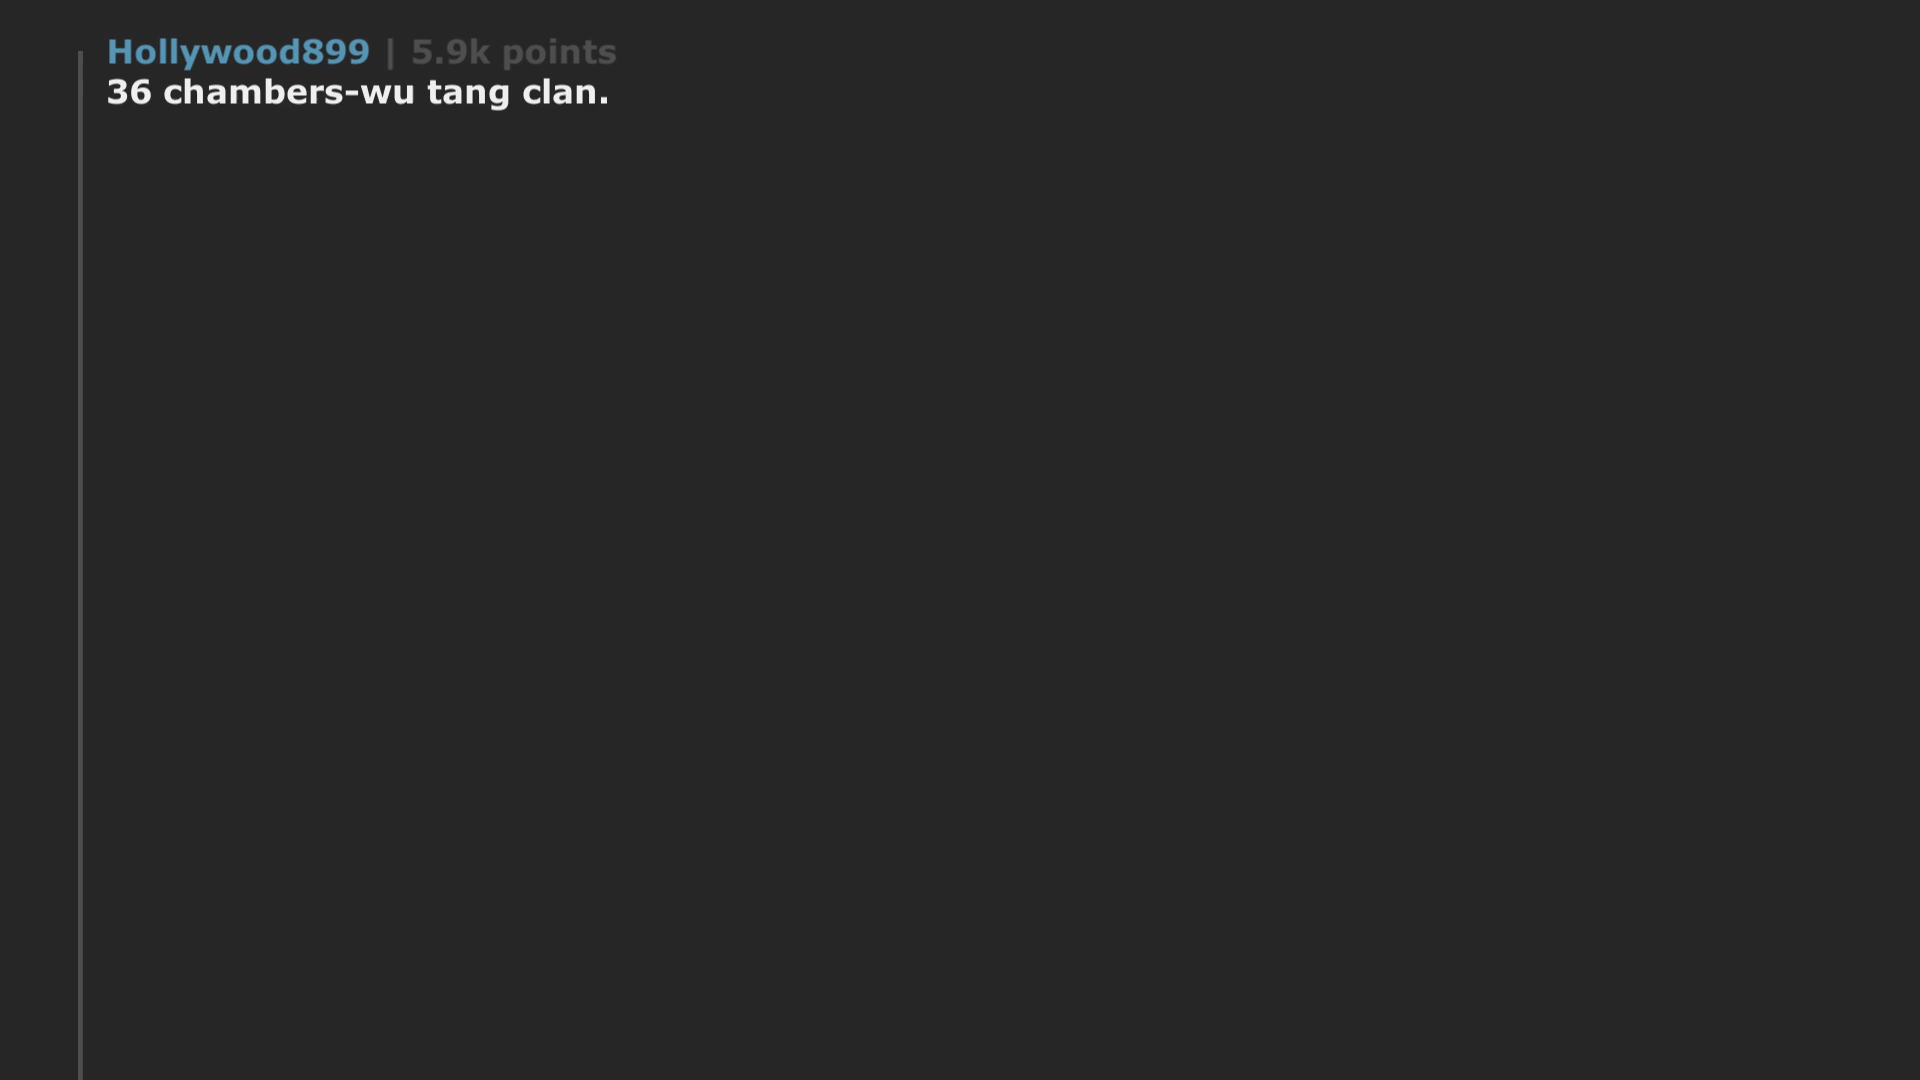 Hollywood899 | 5.9k points
36 chambers-wu tang clan.